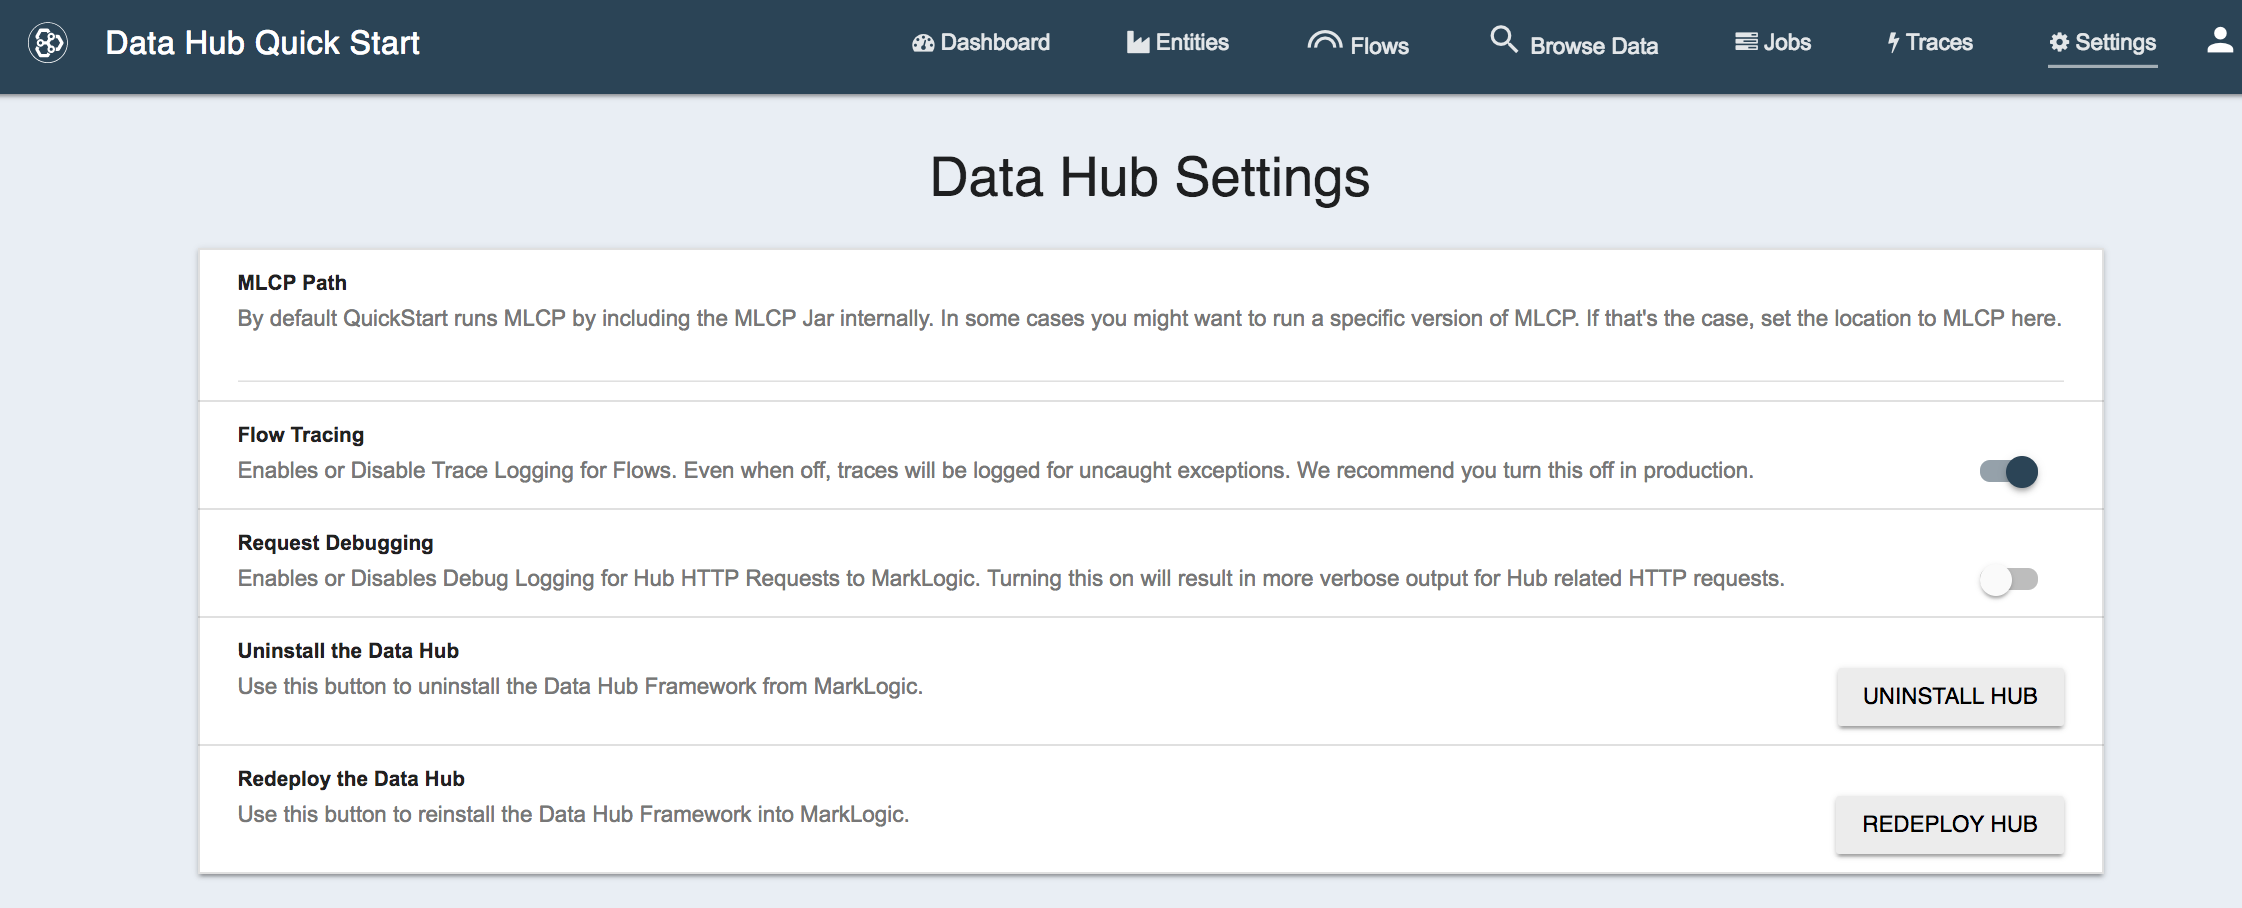 Data Hub Quick Start
Dashboard
Entities
Flows
Browse Data
Jobs
Traces
Settings
Data Hub Settings
MLCP Path
By default QuickStart runs MLCP by including the MLCP Jar internally. In some cases you might want to run a specific version of MLCP. If that's the case, set the location to MLCP here.
Flow Tracing
Enables or Disable Trace Logging for Flows. Even when off, traces will be logged for uncaught exceptions. We recommend you turn this off in production.
Request Debugging
Enables or Disables Debug Logging for Hub HTTP Requests to MarkLogic. Turning this on will result in more verbose output for Hub related HTTP requests.
Uninstall the Data Hub
Use this button to uninstall the Data Hub Framework from MarkLogic.
UNINSTALL HUB
Redeploy the Data Hub
Use this button to reinstall the Data Hub Framework into MarkLogic.
REDEPLOY HUB